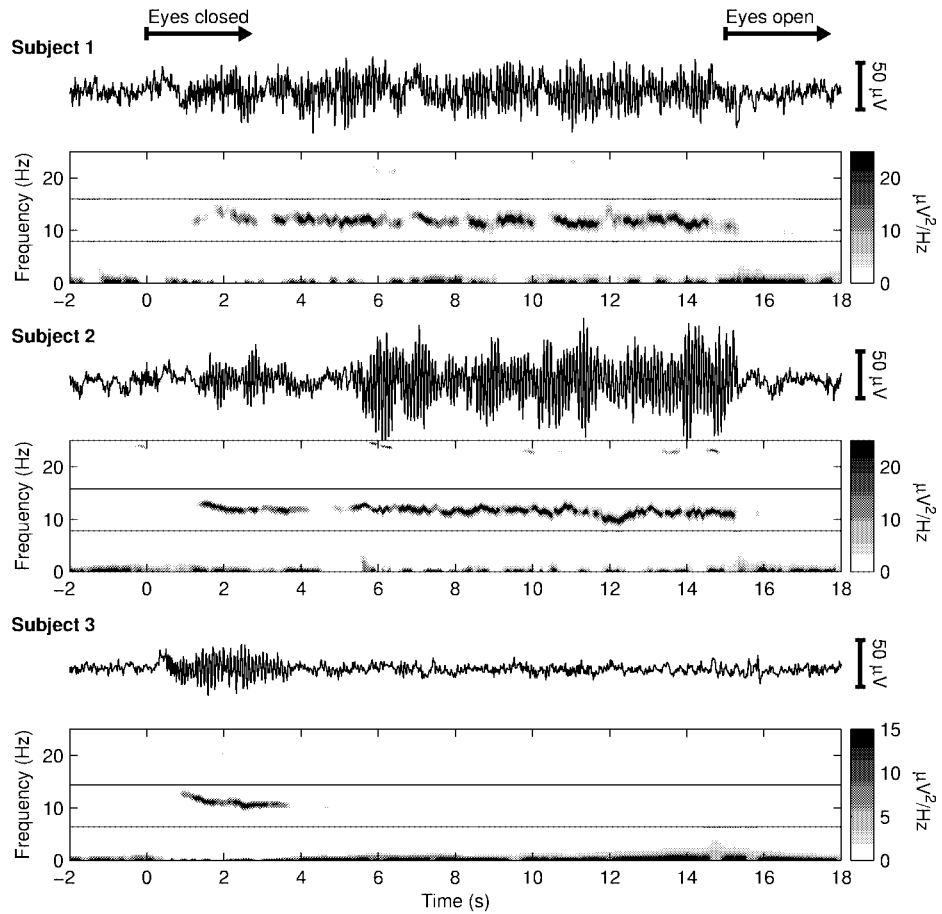 Eyes closed
Eyes open
Subject 1
50 µV
Frequency (Hz)
20
10
0
−2 0 2 4 6 8 10 12 14 16 18
20
10
0
µV²/Hz
Subject 2
50 µV
Frequency (Hz)
20
10
0
−2 0 2 4 6 8 10 12 14 16 18
20
10
0
µV²/Hz
Subject 3
50 µV
Frequency (Hz)
20
10
0
−2 0 2 4 6 8 10 12 14 16 18
15
10
5
0
µV²/Hz
Time (s)